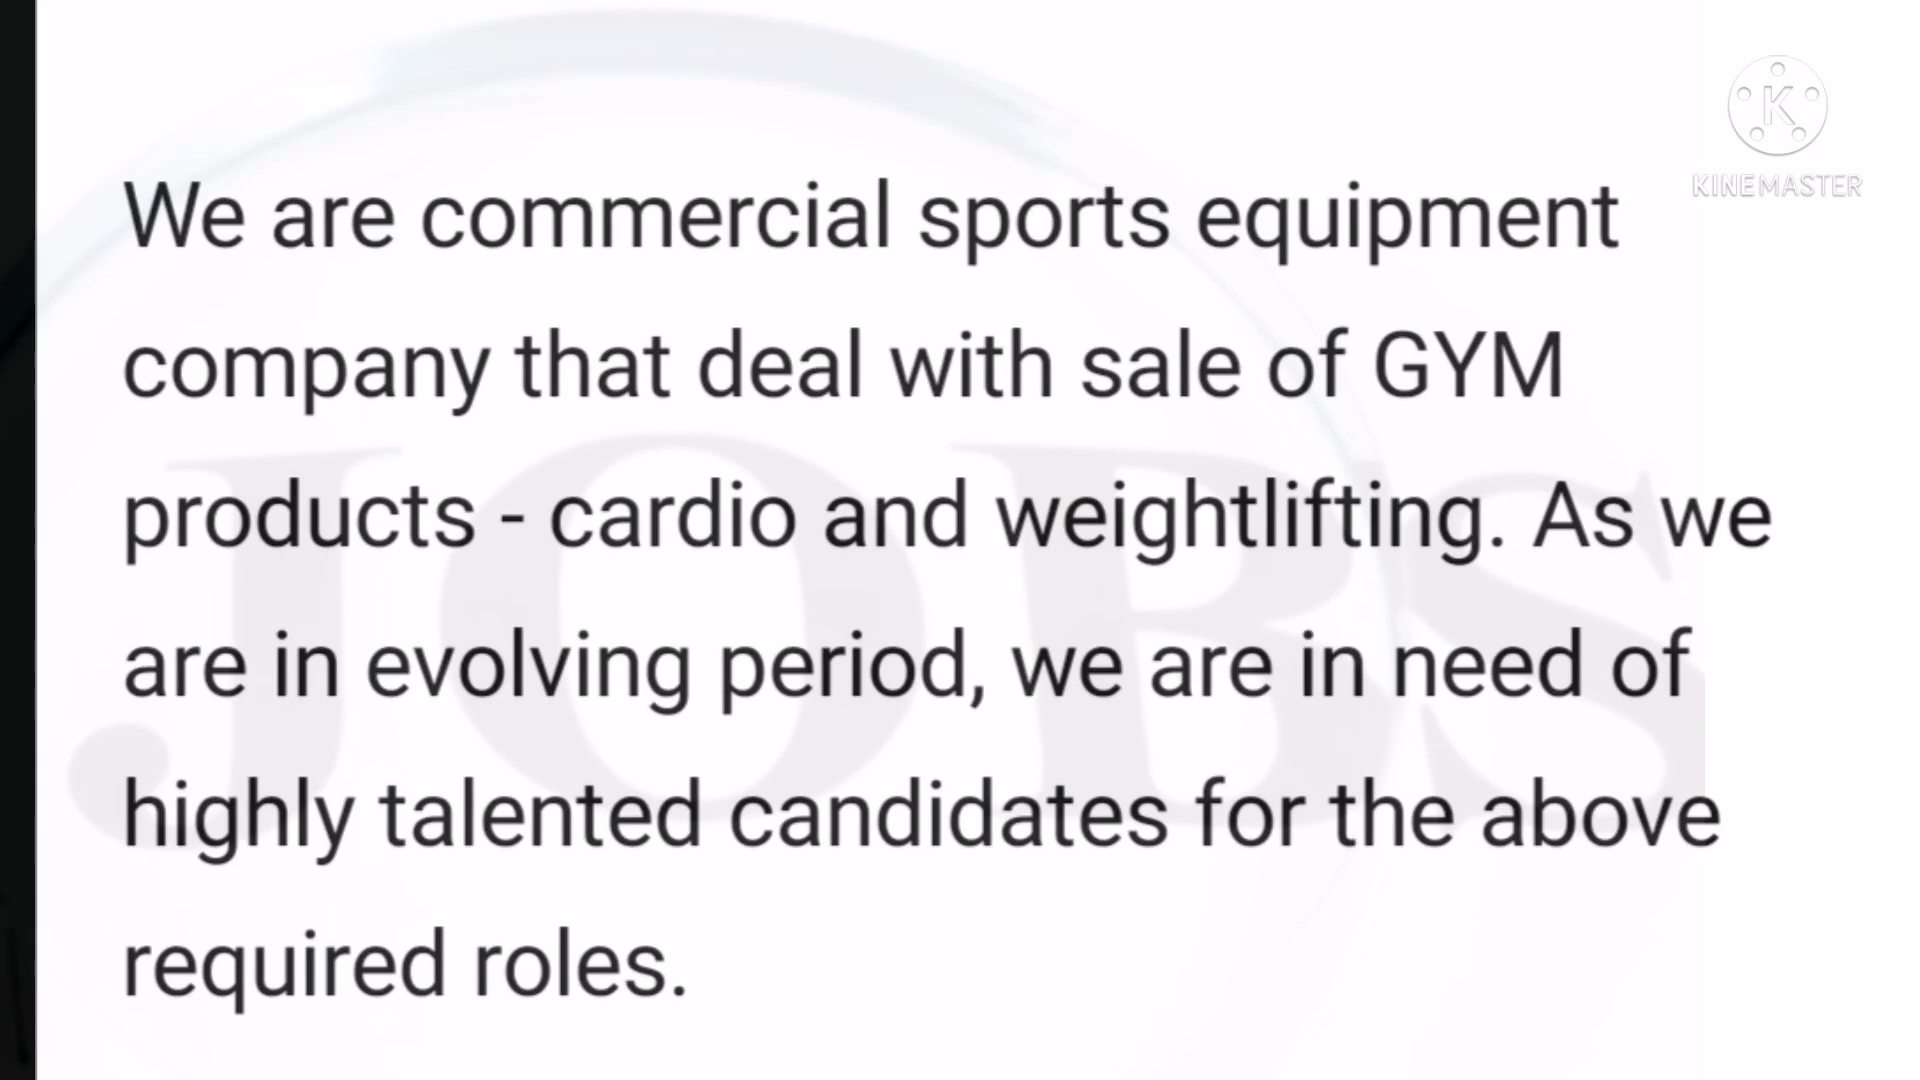 We are commercial sports equipment
company that deal with sale of GYM
products - cardio and weightlifting. As we
are in evolving period, we are in need of
highly talented candidates for the above
required roles.
JOBS
K
KINEMASTER